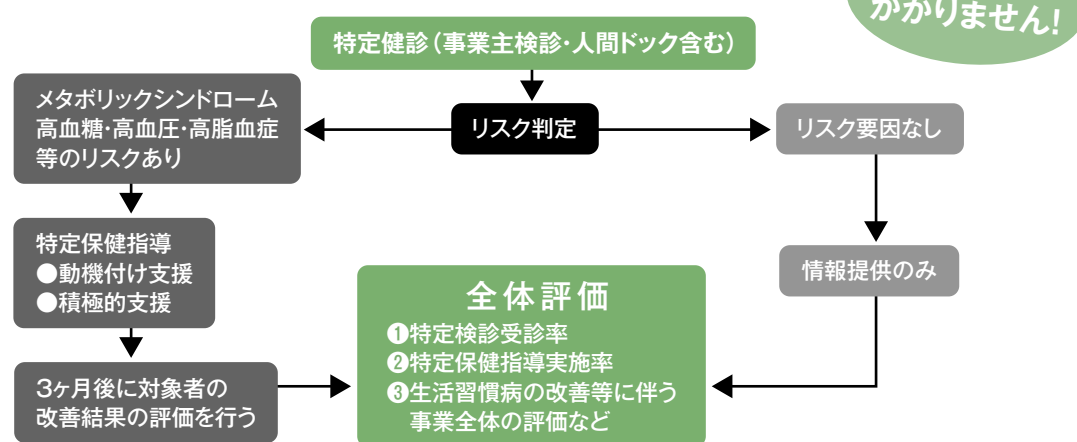 かかりません!
特定健診(事業主検診・人間ドック含む)
メタボリックシンドローム
高血糖・高血圧・高脂血症
等のリスクあり
リスク判定
リスク要因なし
特定保健指導
●動機付け支援
●積極的支援
情報提供のみ
3ヶ月後に対象者の
改善結果の評価を行う
全体評価
❶特定検診受診率
❷特定保健指導実施率
❸生活習慣病の改善等に伴う
事業全体の評価など